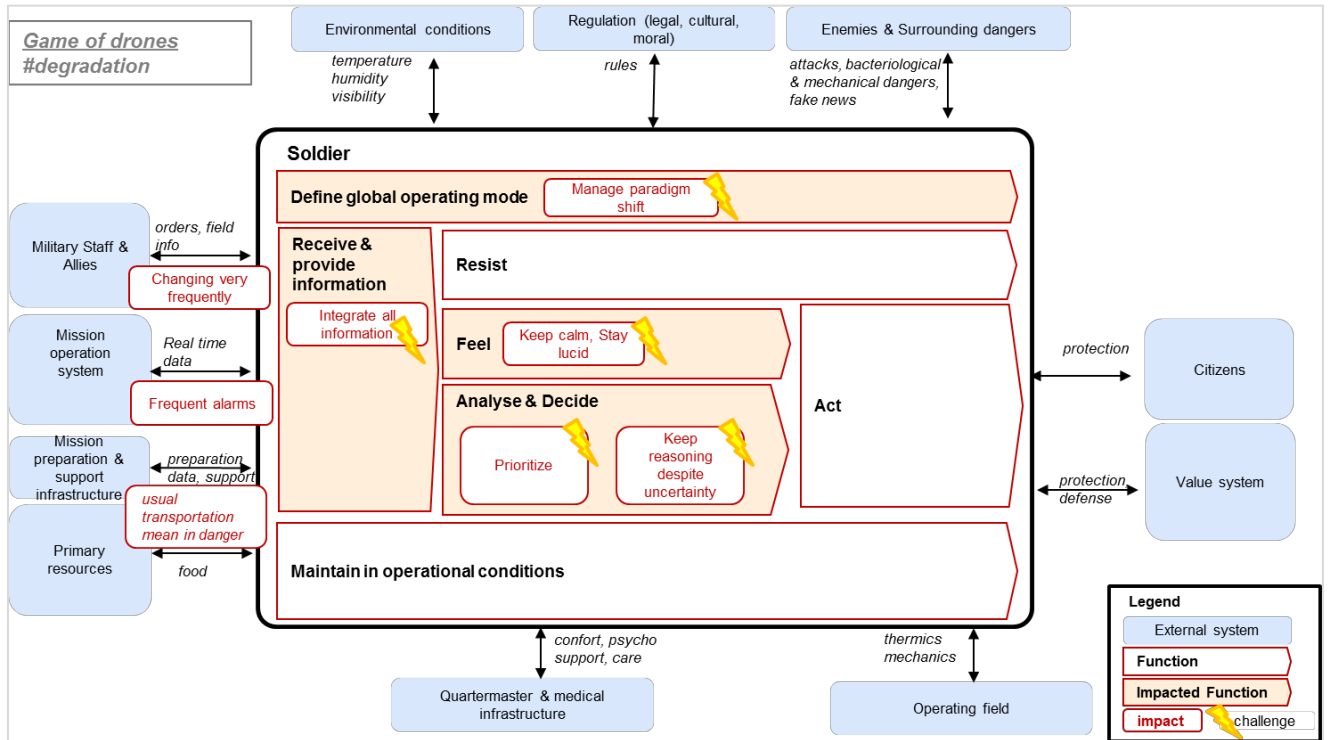 Game of drones
#degradation
Environmental conditions
temperature
humidity
visibility
Regulation (legal, cultural,
moral)
rules
Enemies & Surrounding dangers
attacks, bacteriological
& mechanical dangers,
fake news
Soldier
Define global operating mode
Manage paradigm
shift
Military Staff &
Allies
orders, field
info
Changing very
frequently
Receive &
provide
information
Integrate all
information
Resist
Feel
Keep calm, Stay
lucid
Mission
operation
system
Real time
data
Frequent alarms
Analyse & Decide
Prioritize
Keep
reasoning
despite
uncertainty
Act
protection
Citizens
Mission
preparation &
support
infrastructure
preparation
data, support
usual
transportation
mean in danger
Primary
resources
food
protection,
defense
Value system
Maintain in operational conditions
confort, psycho
support, care
Quartermaster & medical
infrastructure
thermics
mechanics
Operating field
Legend
External system
Function
Impacted Function
impact
challenge